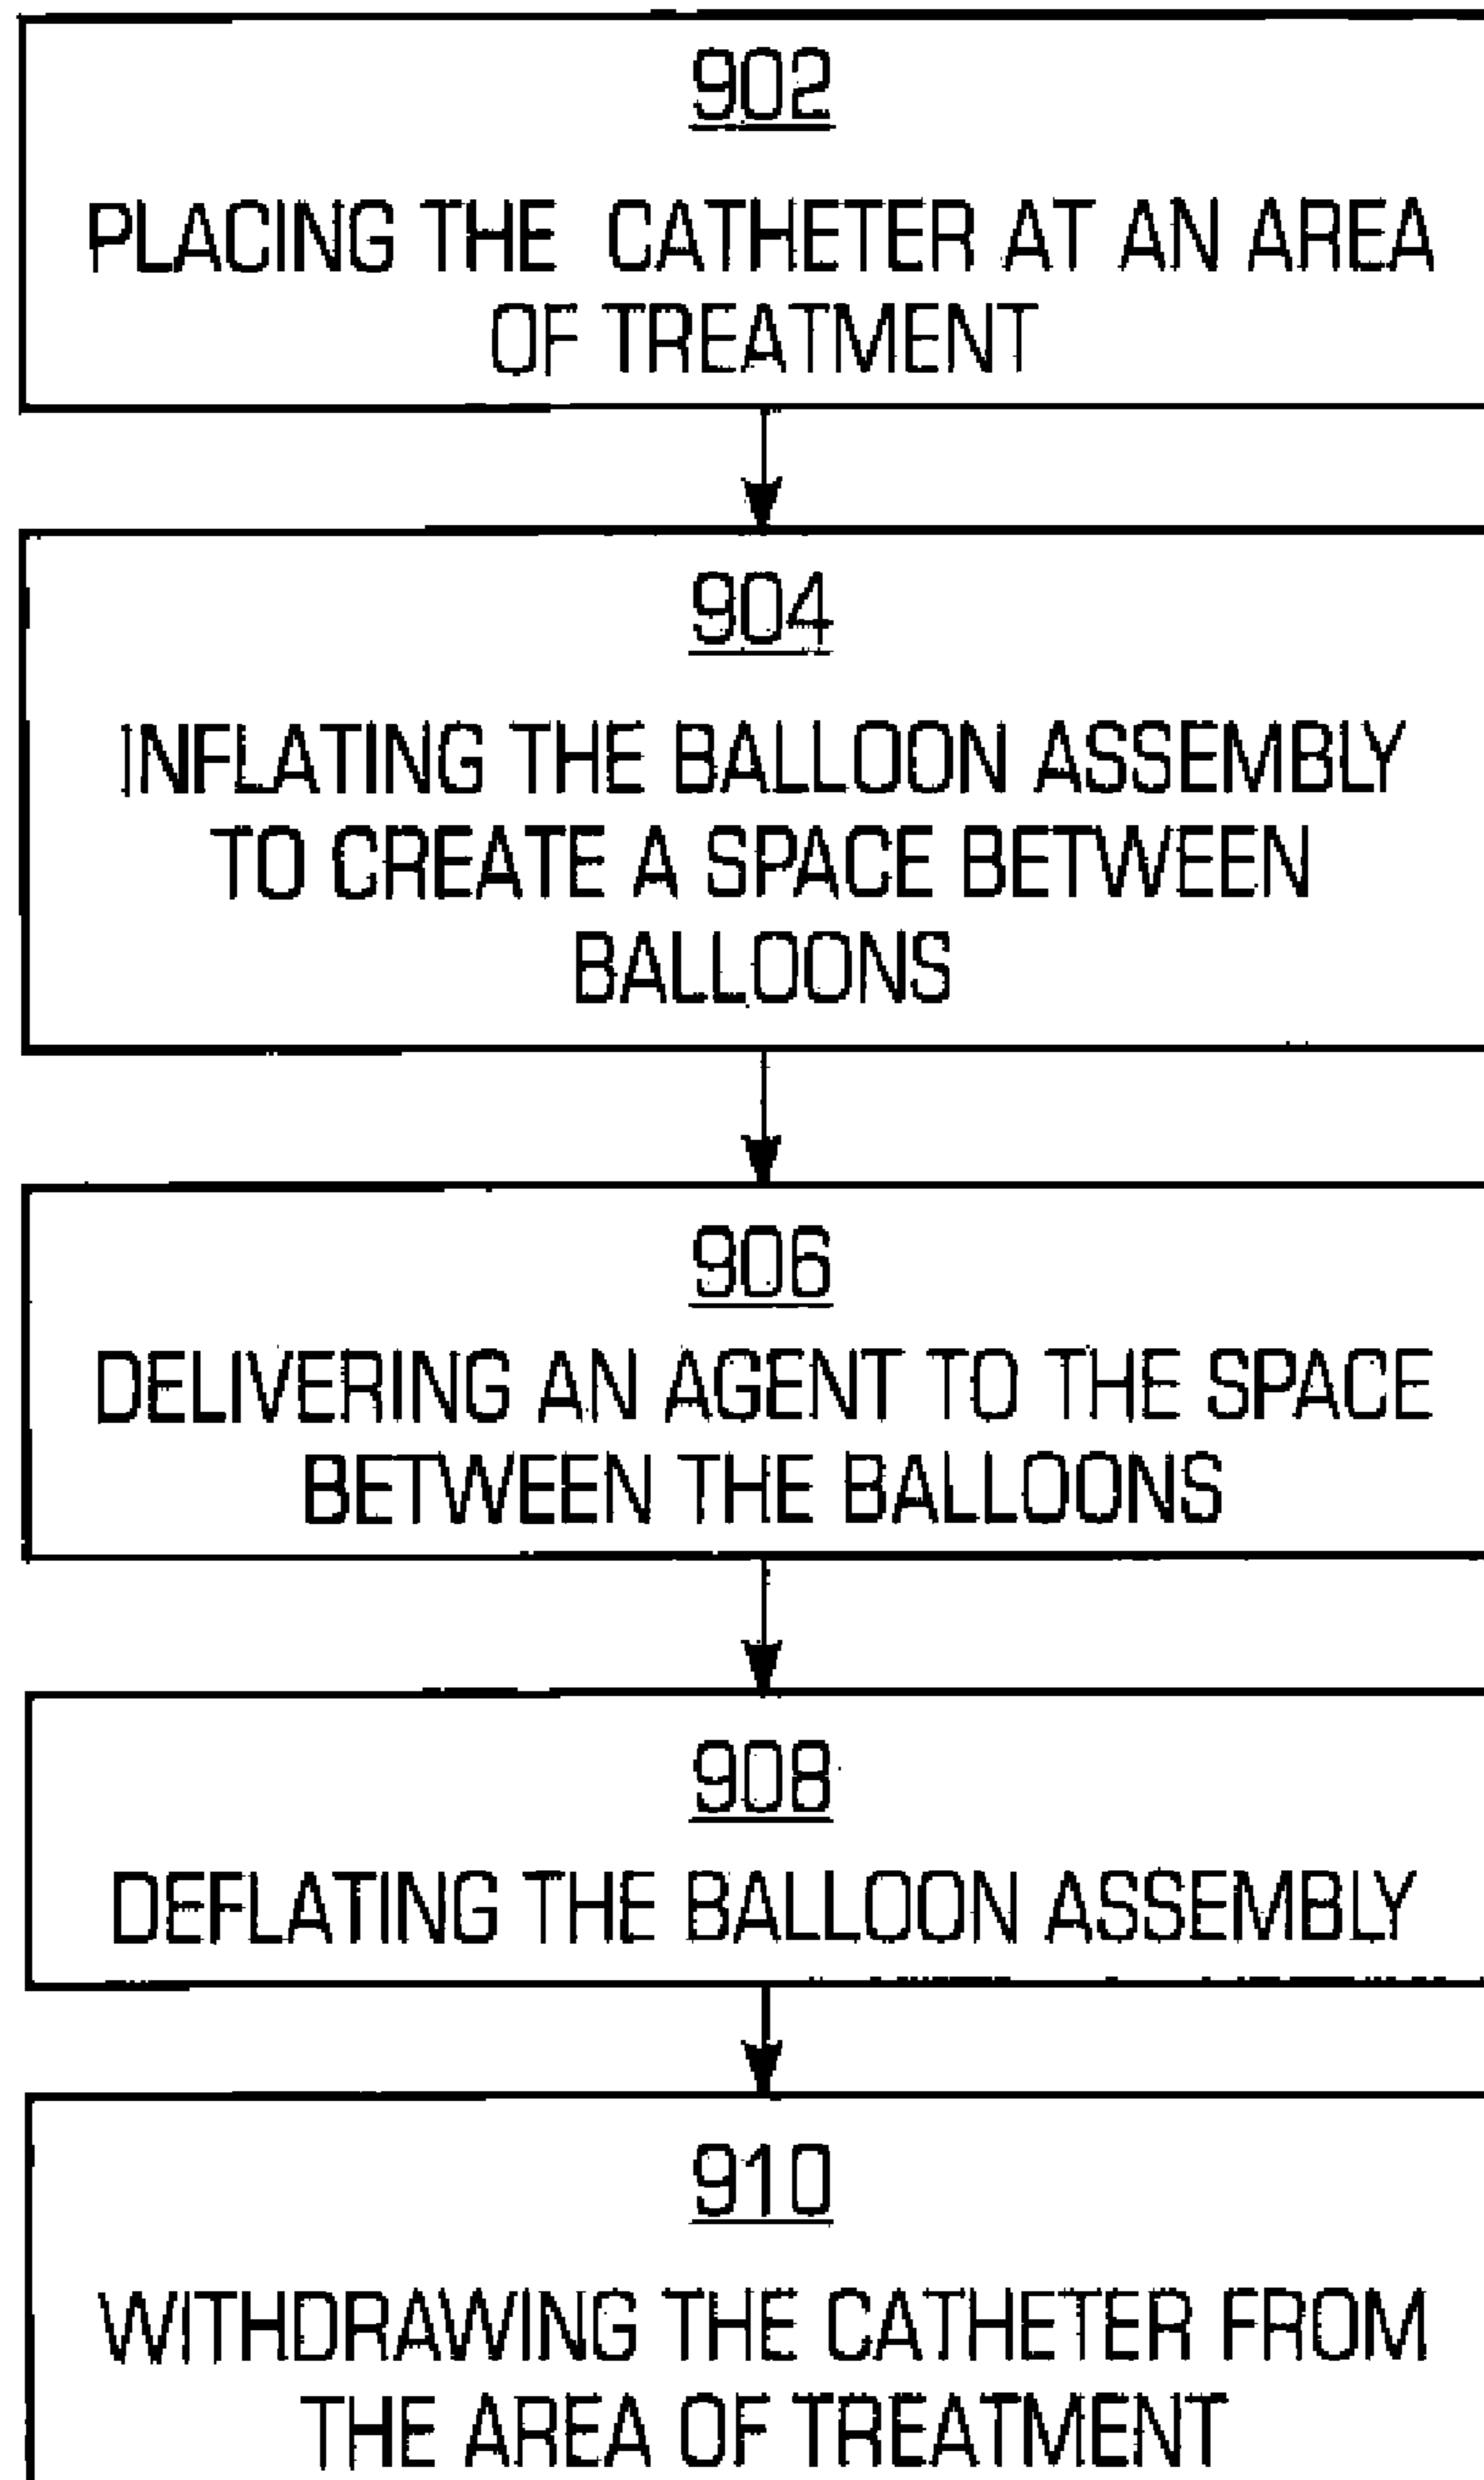 902
PLACING THE CATHETER AT AN AREA
OF TREATMENT
904
INFLATING THE BALLOON ASSEMBLY
TO CREATE A SPACE BETWEEN
BALLOONS
906
DELIVERING AN AGENT TO THE SPACE
BETWEEN THE BALLOONS
908
DEFLATING THE BALLOON ASSEMBLY
910
WITHDRAWING THE CATHETER FROM
THE AREA OF TREATMENT